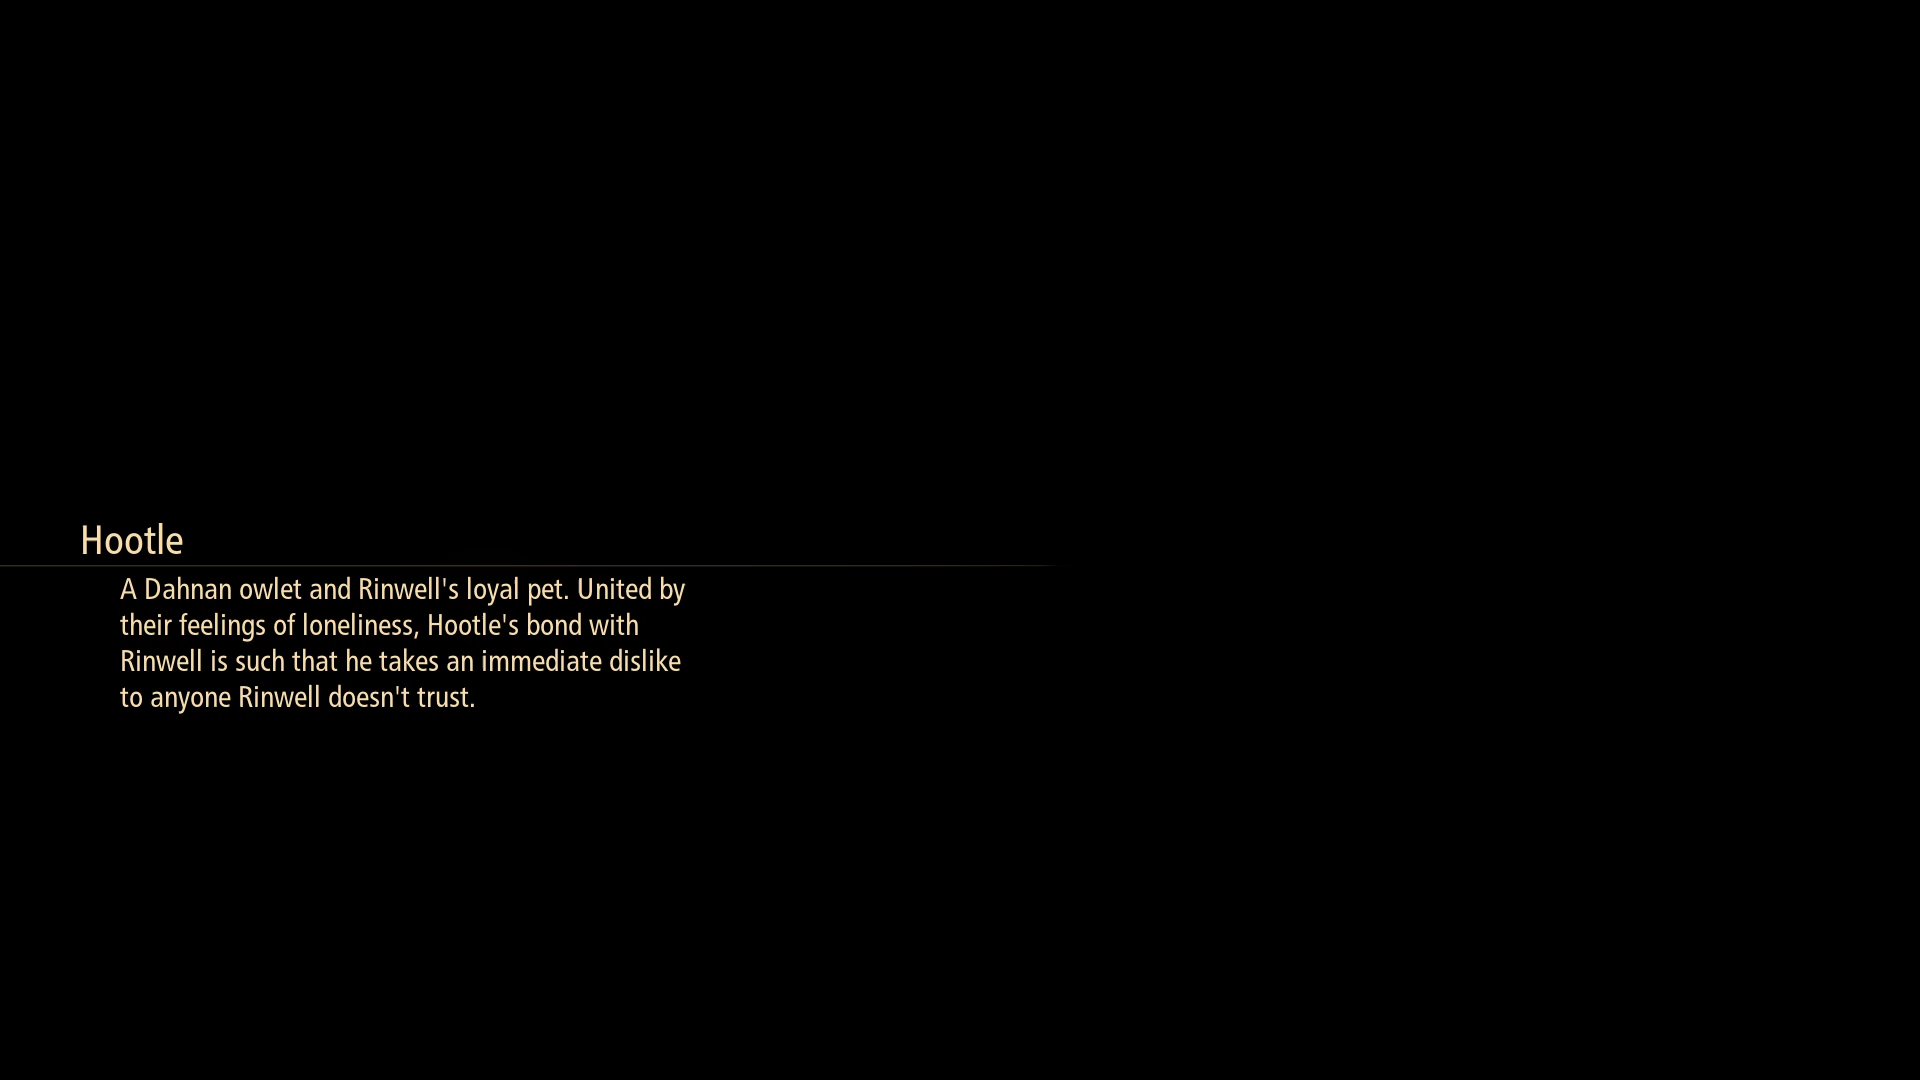 Hootle
A Dahnan owlet and Rinwell's loyal pet. United by
their feelings of loneliness, Hootle's bond with
Rinwell is such that he takes an immediate dislike
to anyone Rinwell doesn't trust.